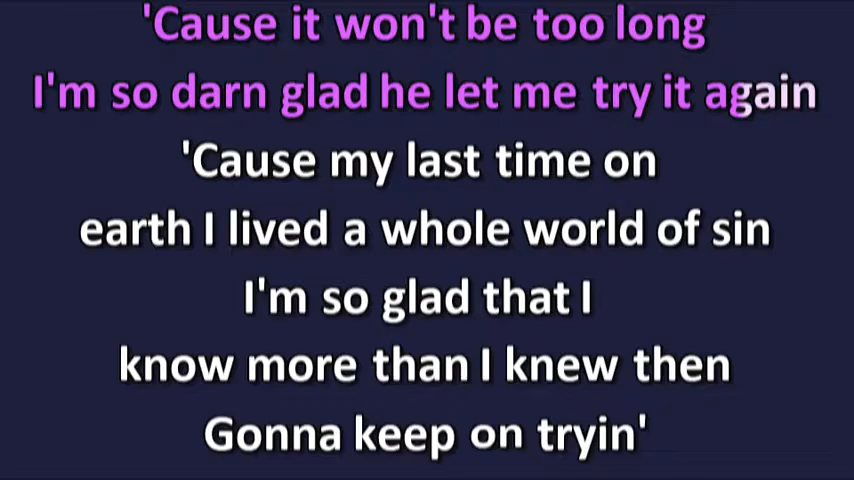 'Cause it won't be too long
I'm so darn glad he let me try it again
'Cause my last time on
earth I lived a whole world of sin
I'm so glad that I
know more than I knew then
Gonna keep on tryin'